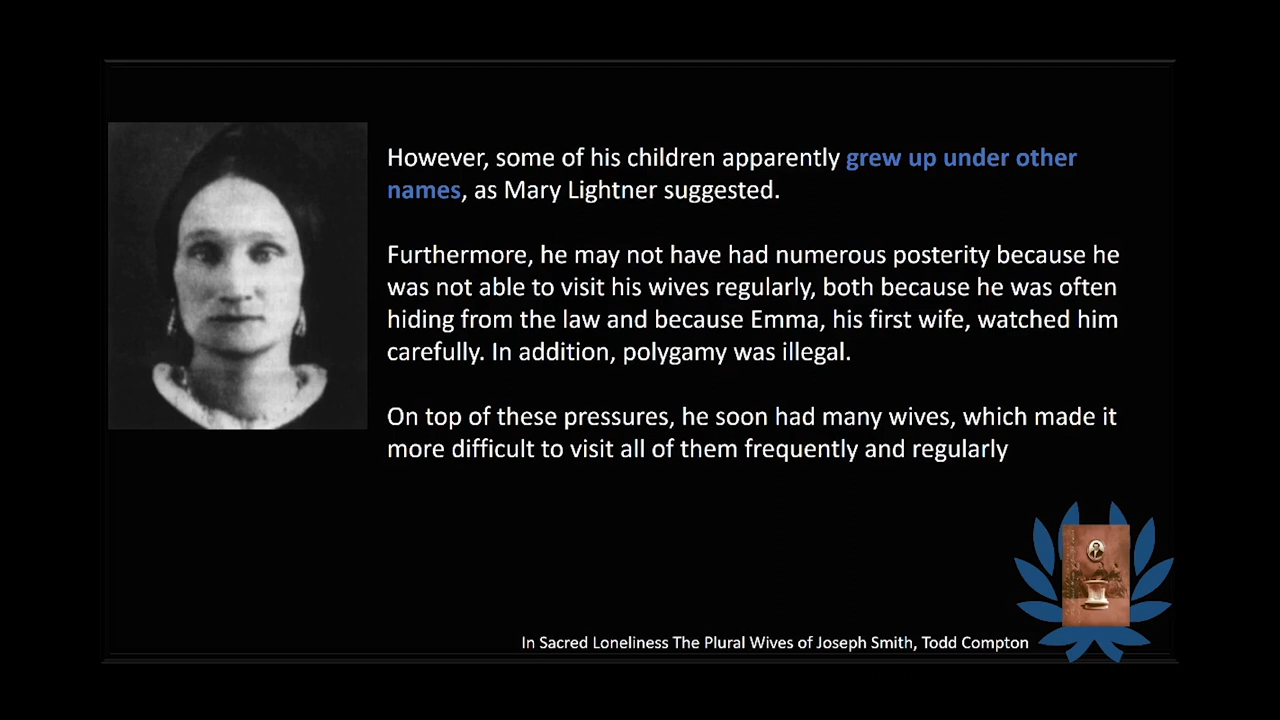 However, some of his children apparently grew up under other
names, as Mary Lightner suggested.
Furthermore, he may not have had numerous posterity because he
was not able to visit his wives regularly, both because he was often
hiding from the law and because Emma, his first wife, watched him
carefully. In addition, polygamy was illegal.
On top of these pressures, he soon had many wives, which made it
more difficult to visit all of them frequently and regularly
In Sacred Loneliness The Plural Wives of Joseph Smith, Todd Compton